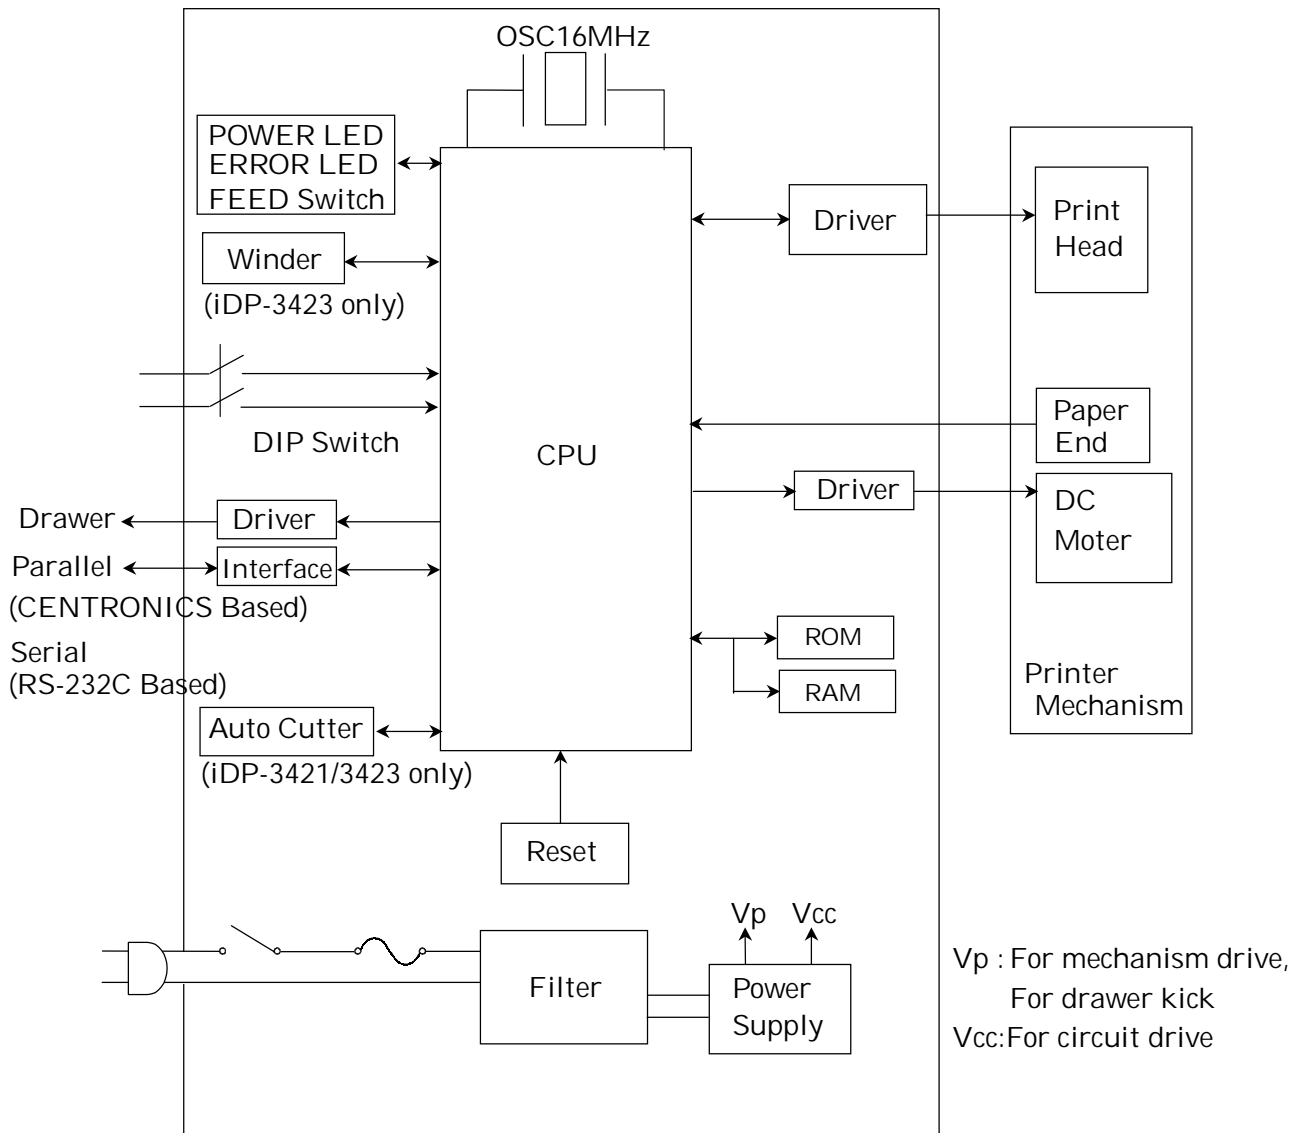 OSC16MHz
POWER LED
ERROR LED
FEED Switch
Winder
(iDP-3423 only)
DIP Switch
Drawer
Driver
Parallel
Interface
(CENTRONICS Based)
Serial
(RS-232C Based)
Auto Cutter
(iDP-3421/3423 only)
CPU
Reset
Driver
Print
Head
Paper
End
Driver
DC
Moter
ROM
RAM
Printer
Mechanism
Filter
Vp
Vcc
Power
Supply
Vp : For mechanism drive,
For drawer kick
Vcc:For circuit drive